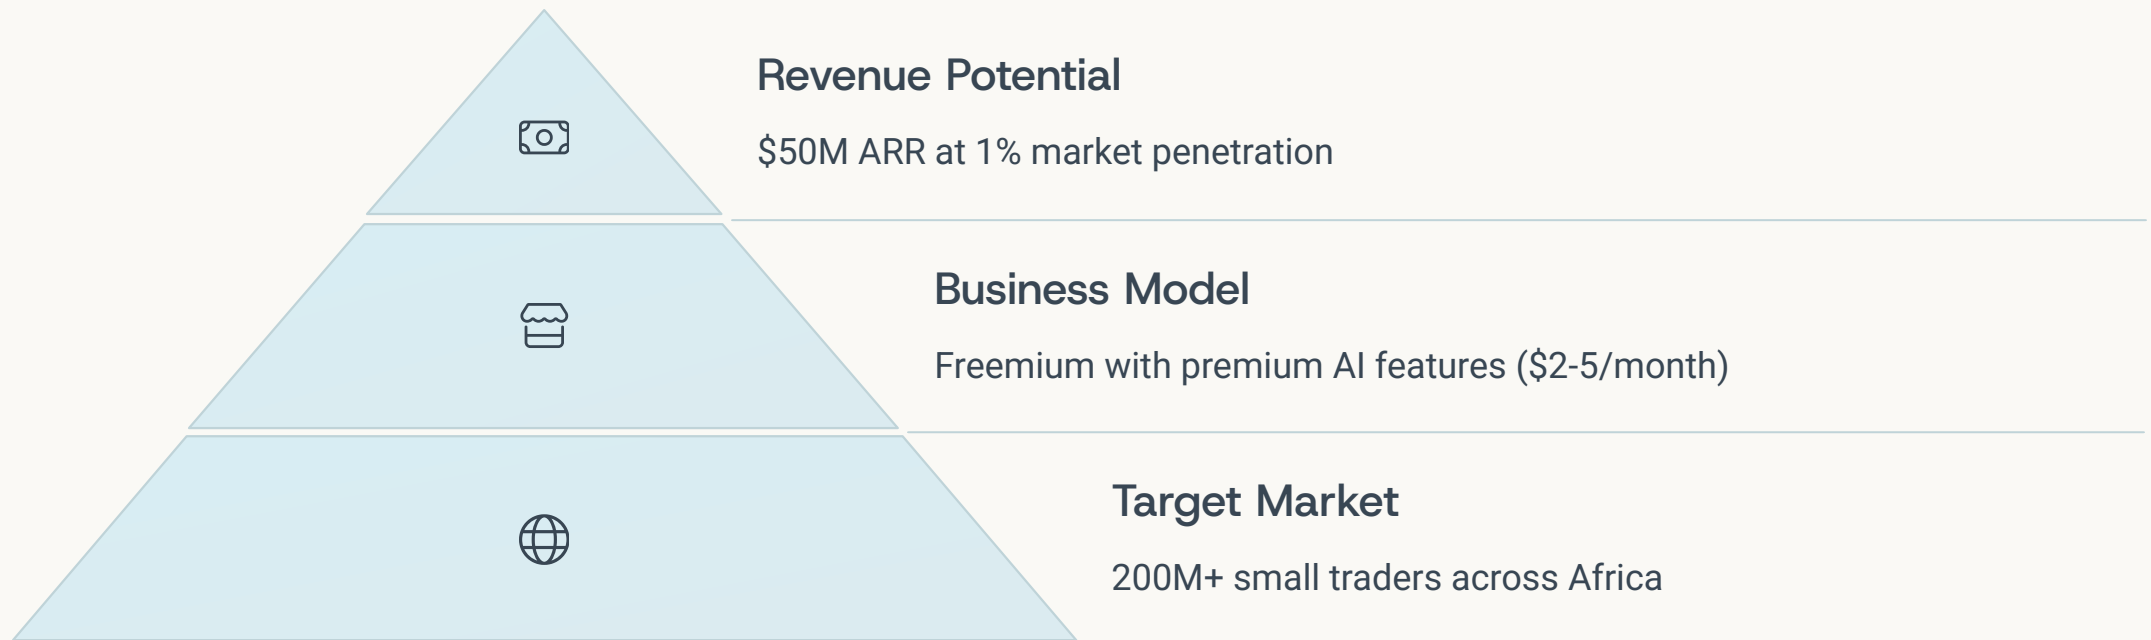 Revenue Potential
$50M ARR at 1% market penetration
Business Model
Freemium with premium AI features ($2-5/month)
Target Market
200M+ small traders across Africa